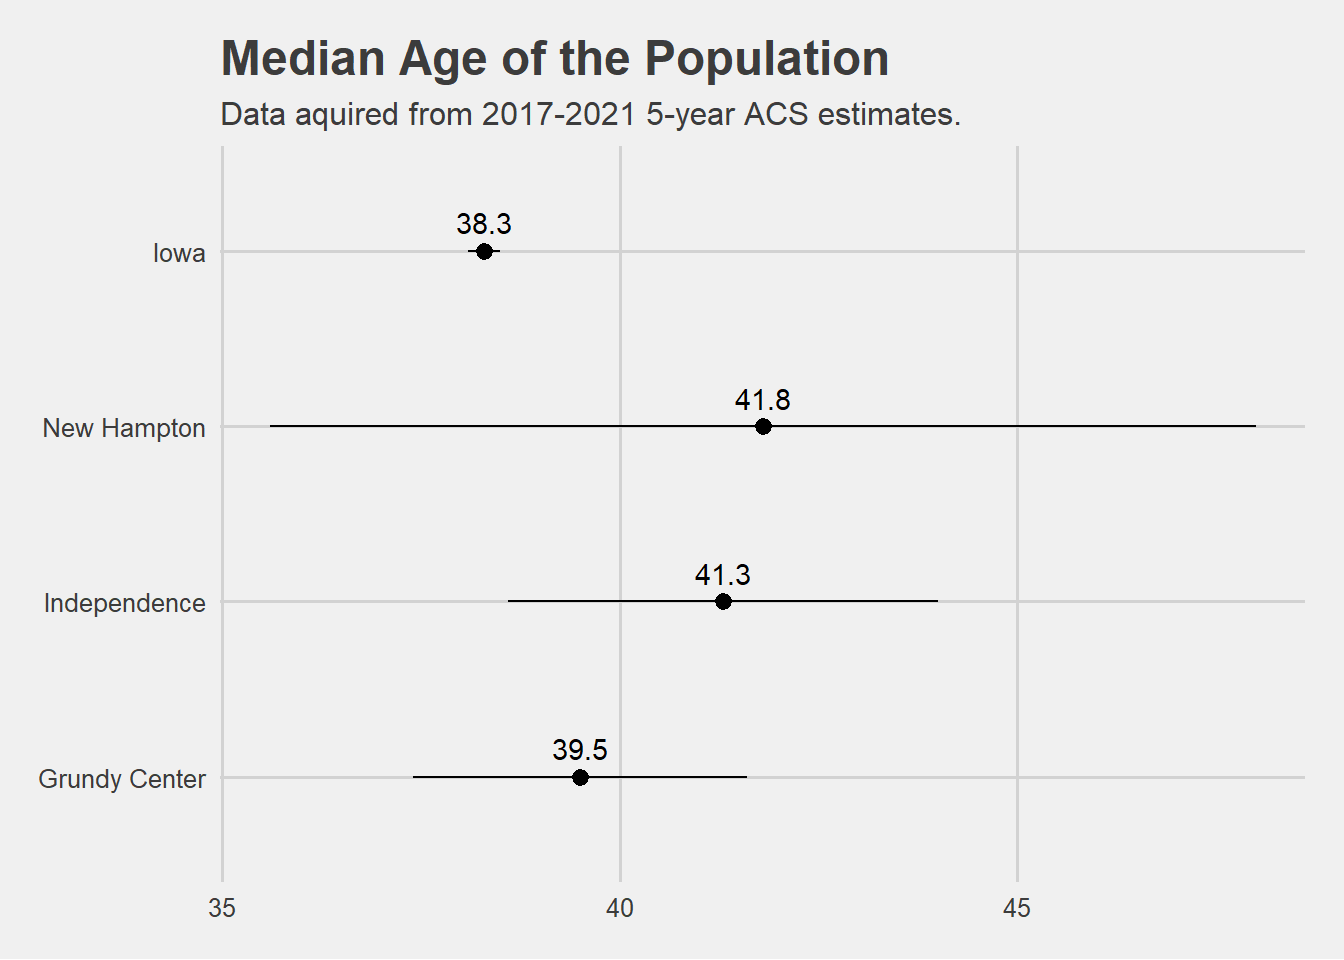 Median Age of the Population
Data aquired from 2017-2021 5-year ACS estimates.
38.3
Iowa
41.8
New Hampton
41.3
Independence
39.5
Grundy Center
35 40 45